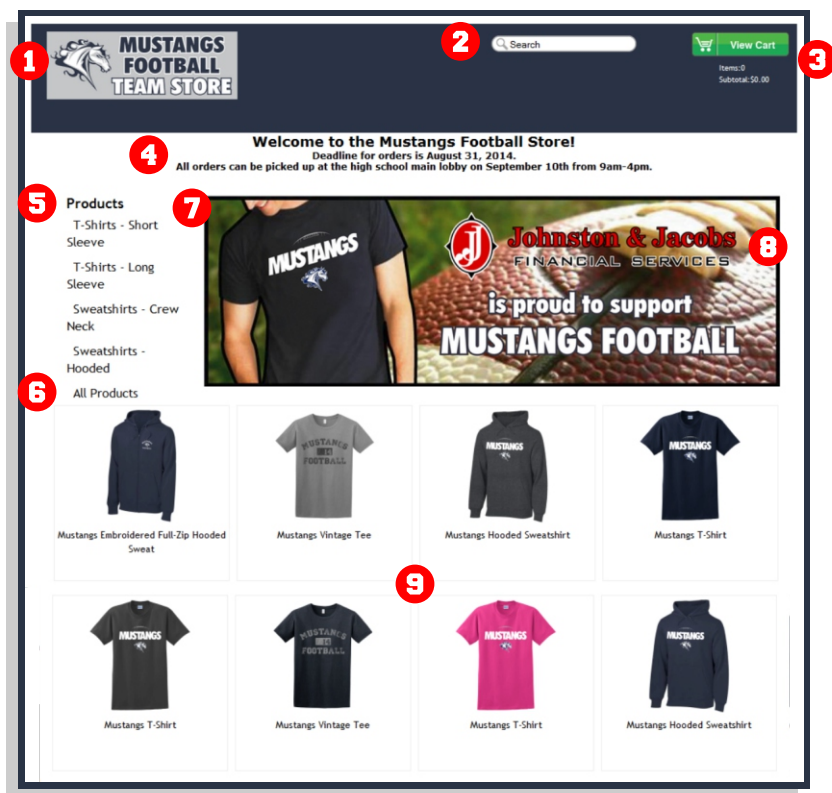 1
MUSTANGS
FOOTBALL
TEAM STORE
2
Search
View Cart
3
Items:0
Subtotal:$0.00
4
Welcome to the Mustangs Football Store!
Deadline for orders is August 31, 2014.
All orders can be picked up at the high school main lobby on September 10th from 9am-4pm.
5
Products
T-Shirts - Short
Sleeve
T-Shirts - Long
Sleeve
Sweatshirts - Crew
Neck
Sweatshirts -
Hooded
6
All Products
7
MUSTANGS
J
Johnston & Jacobs
FINANCIAL SERVICES
8
is proud to support
MUSTANGS FOOTBALL
Mustangs Embroidered Full-Zip Hooded
Sweat
MUSTANGS
14
FOOTBALL
Mustangs Vintage Tee
MUSTANGS
Mustangs Hooded Sweatshirt
MUSTANGS
Mustangs T-Shirt
9
MUSTANGS
Mustangs T-Shirt
MUSTANGS
14
FOOTBALL
Mustangs Vintage Tee
MUSTANGS
Mustangs T-Shirt
MUSTANGS
Mustangs Hooded Sweatshirt